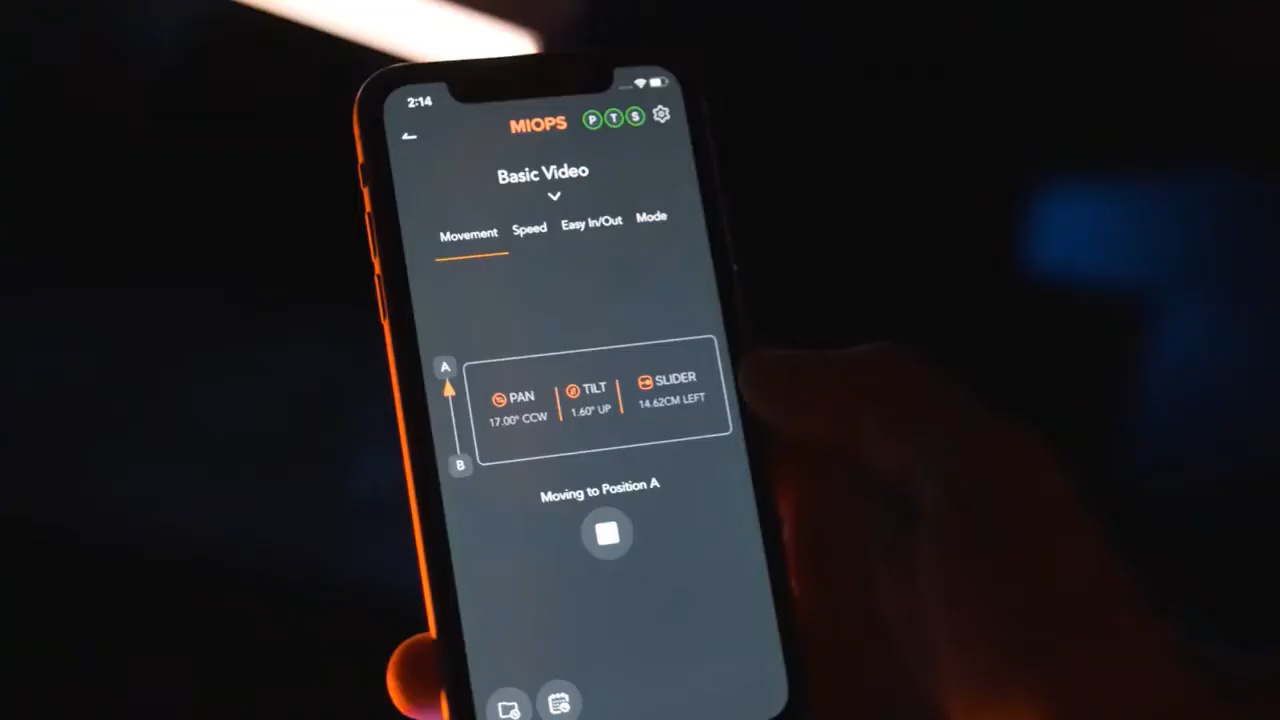 2:14
MIOPS P T S
Basic Video
Movement Speed Easy In/Out Mode
A
PAN TILT SLIDER
17.00° CCW 1.60° UP 14.62CM LEFT
B
Moving to Position A